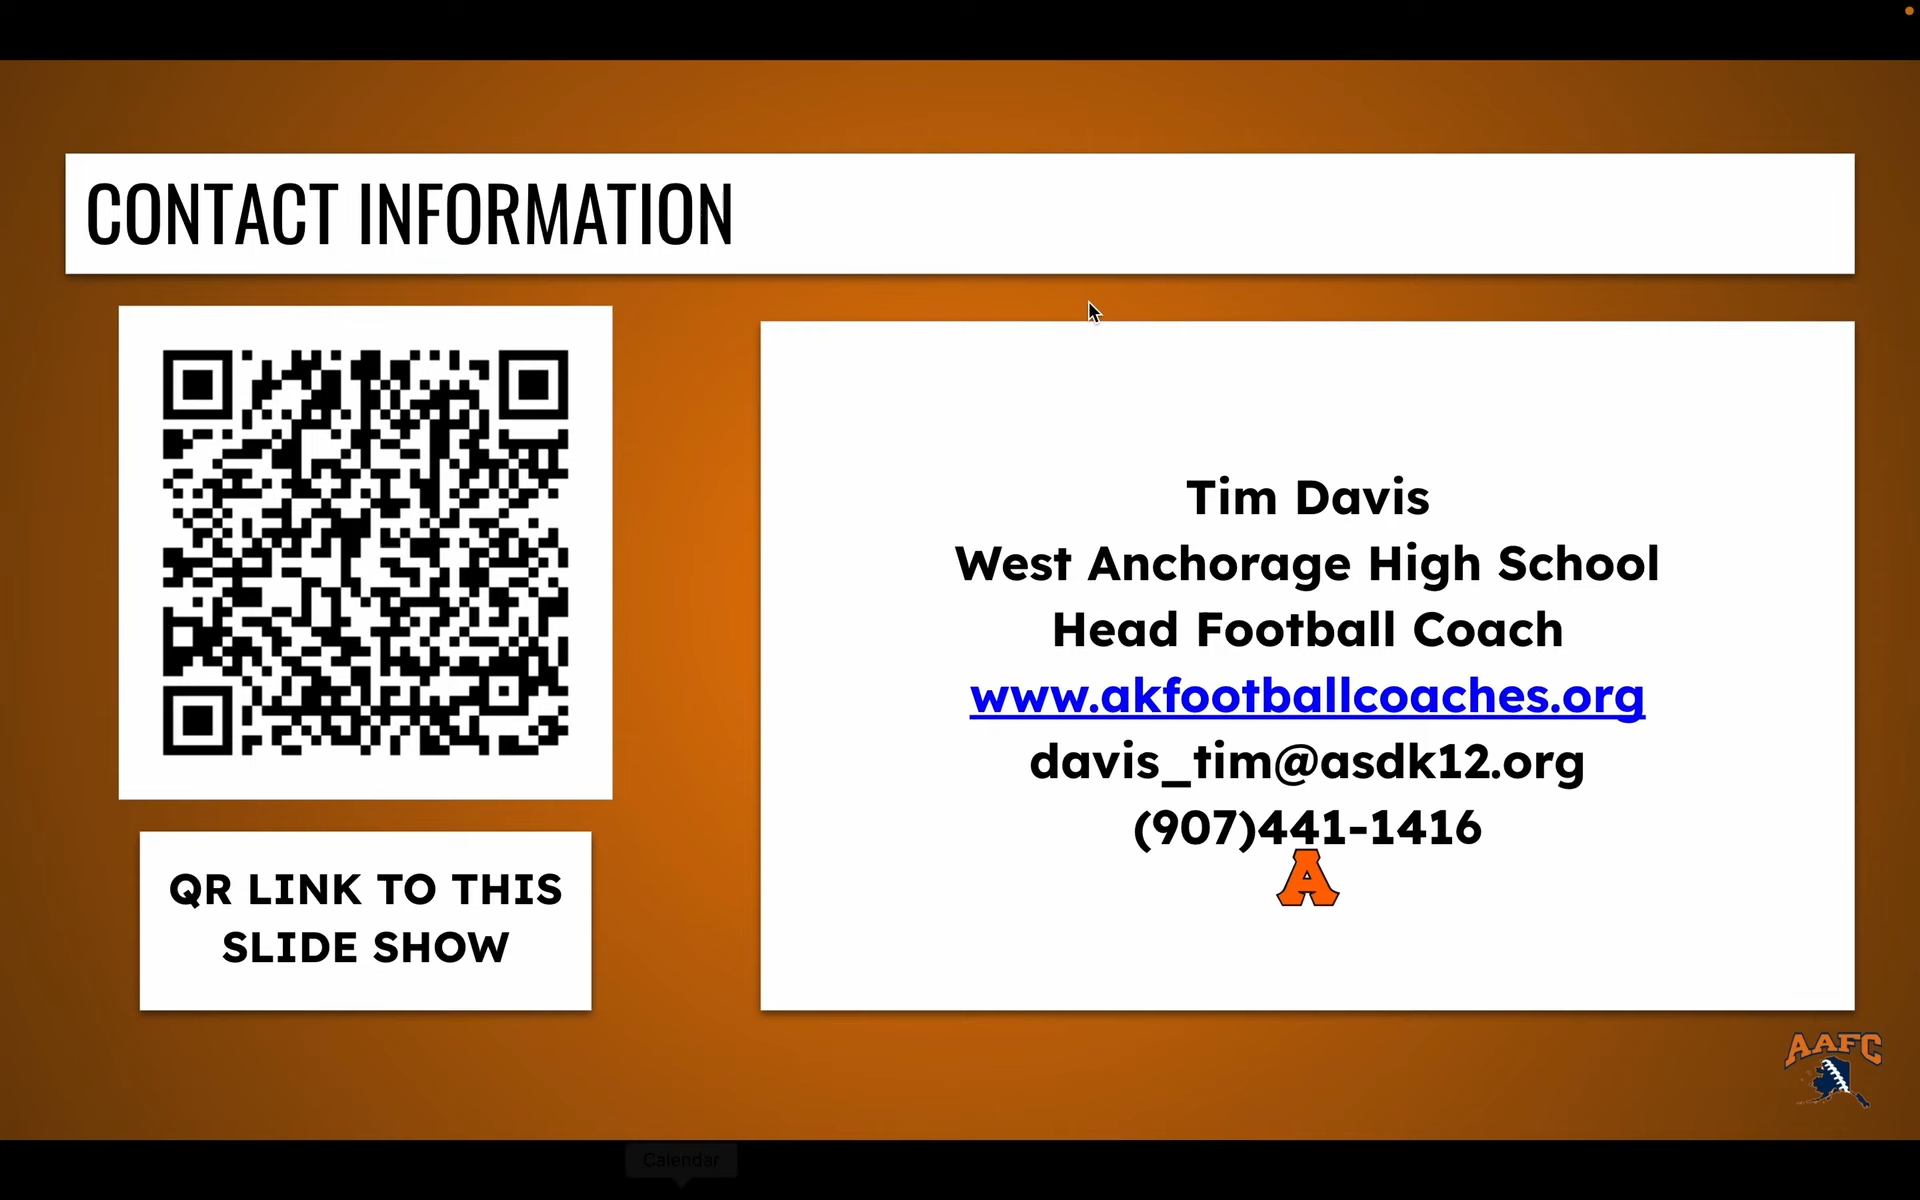 CONTACT INFORMATION
QR LINK TO THIS
SLIDE SHOW
Tim Davis
West Anchorage High School
Head Football Coach
www.akfootballcoaches.org
davis_tim@asdk12.org
(907)441-1416
A
AAFC
Calendar